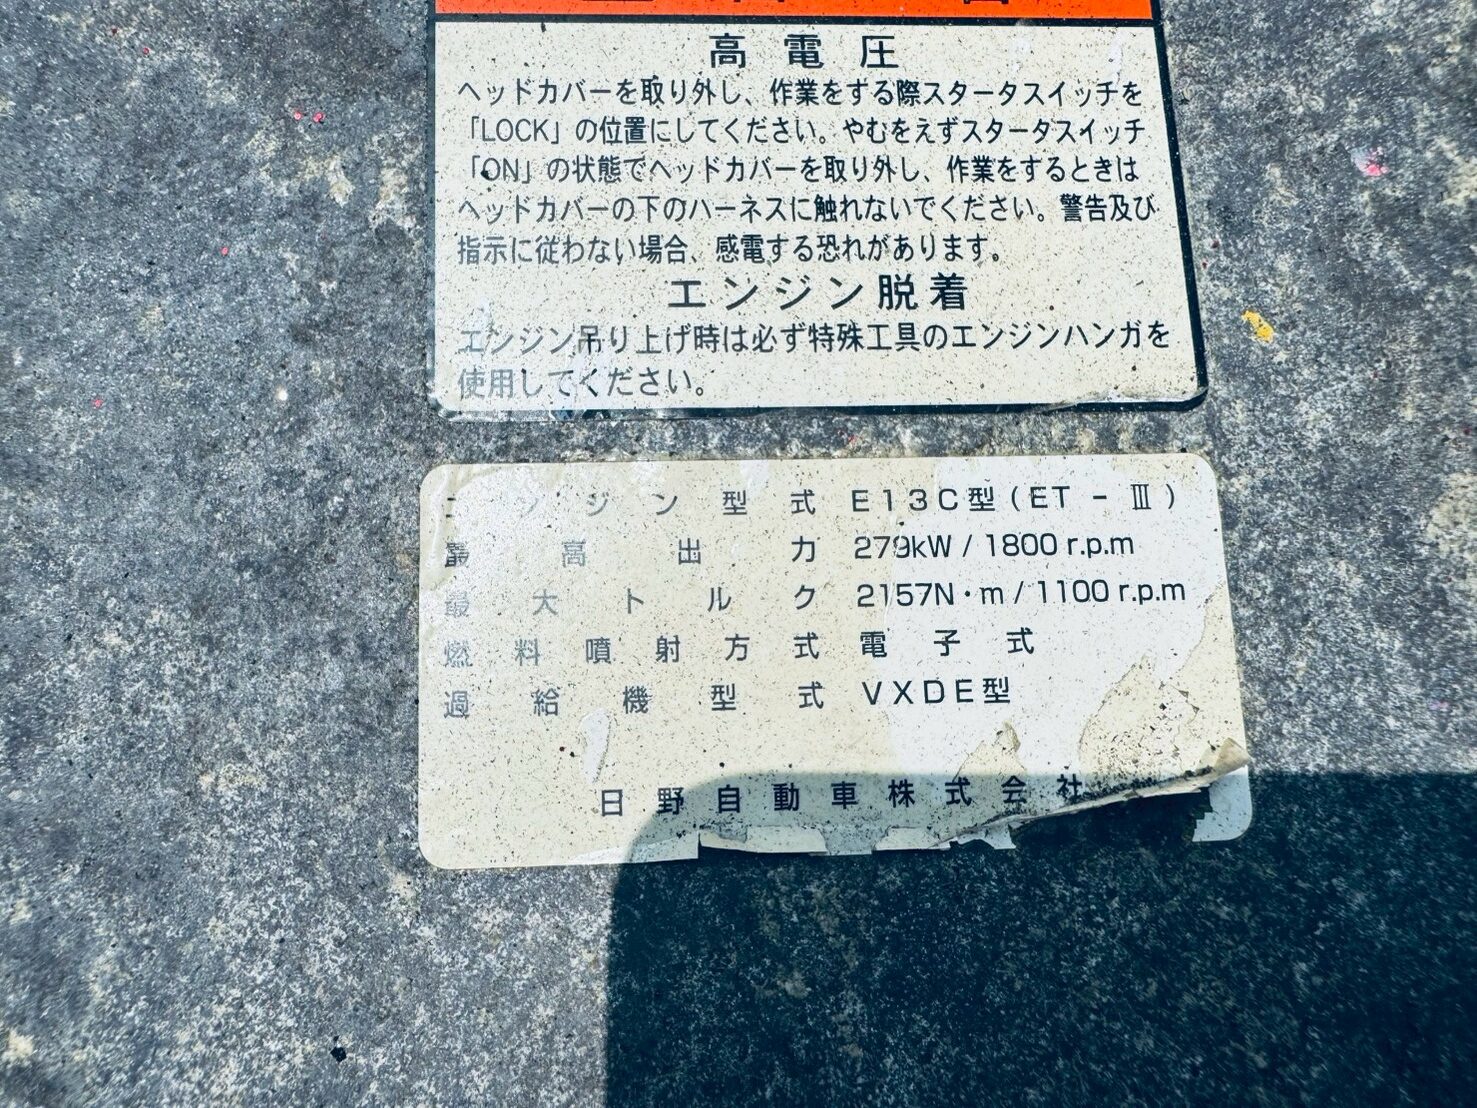 高電圧
ヘッドカバーを取り外し、作業をする際スタータスイッチを
「LOCK」の位置にしてください。やむをえずスタータスイッチ
「ON」の状態でヘッドカバーを取り外し、作業をするときは
ヘッドカバーの下のハーネスに触れないでください。警告及び
指示に従わない場合、感電する恐れがあります。
エンジン脱着
エンジン吊り上げ時は必ず特殊工具のエンジンハンガを
使用してください。
エンジン型式 E13C型(ET-Ⅲ)
最高出力 279kW/1800r.p.m
最大トルク 2157N・m/1100r.p.m
燃料噴射方式 電子式
過給機型式 VXDE型
日野自動車株式会社